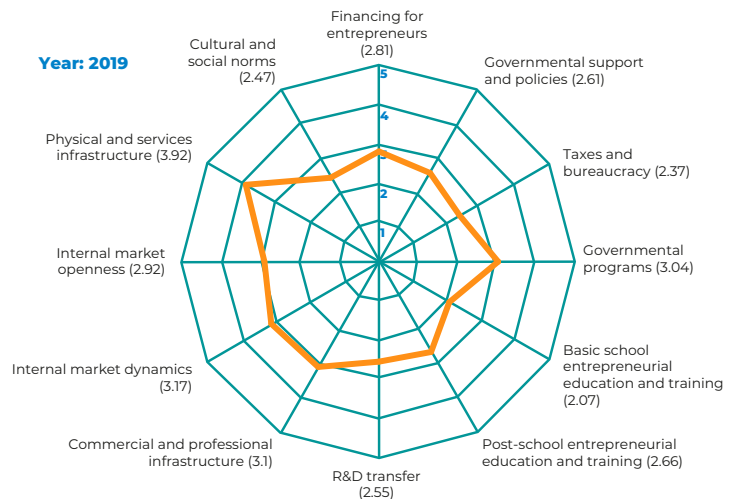 Year: 2019
Financing for
entrepreneurs
(2.81)
Governmental support
and policies (2.61)
Taxes and
bureaucracy (2.37)
Governmental
programs (3.04)
Basic school
entrepreneurial
education and training
(2.07)
Post-school entrepreneurial
education and training (2.66)
R&D transfer
(2.55)
Commercial and professional
infrastructure (3.1)
Internal market dynamics
(3.17)
Internal market
openness (2.92)
Physical and services
infrastructure (3.92)
Cultural and
social norms
(2.47)
5
4
3
2
1